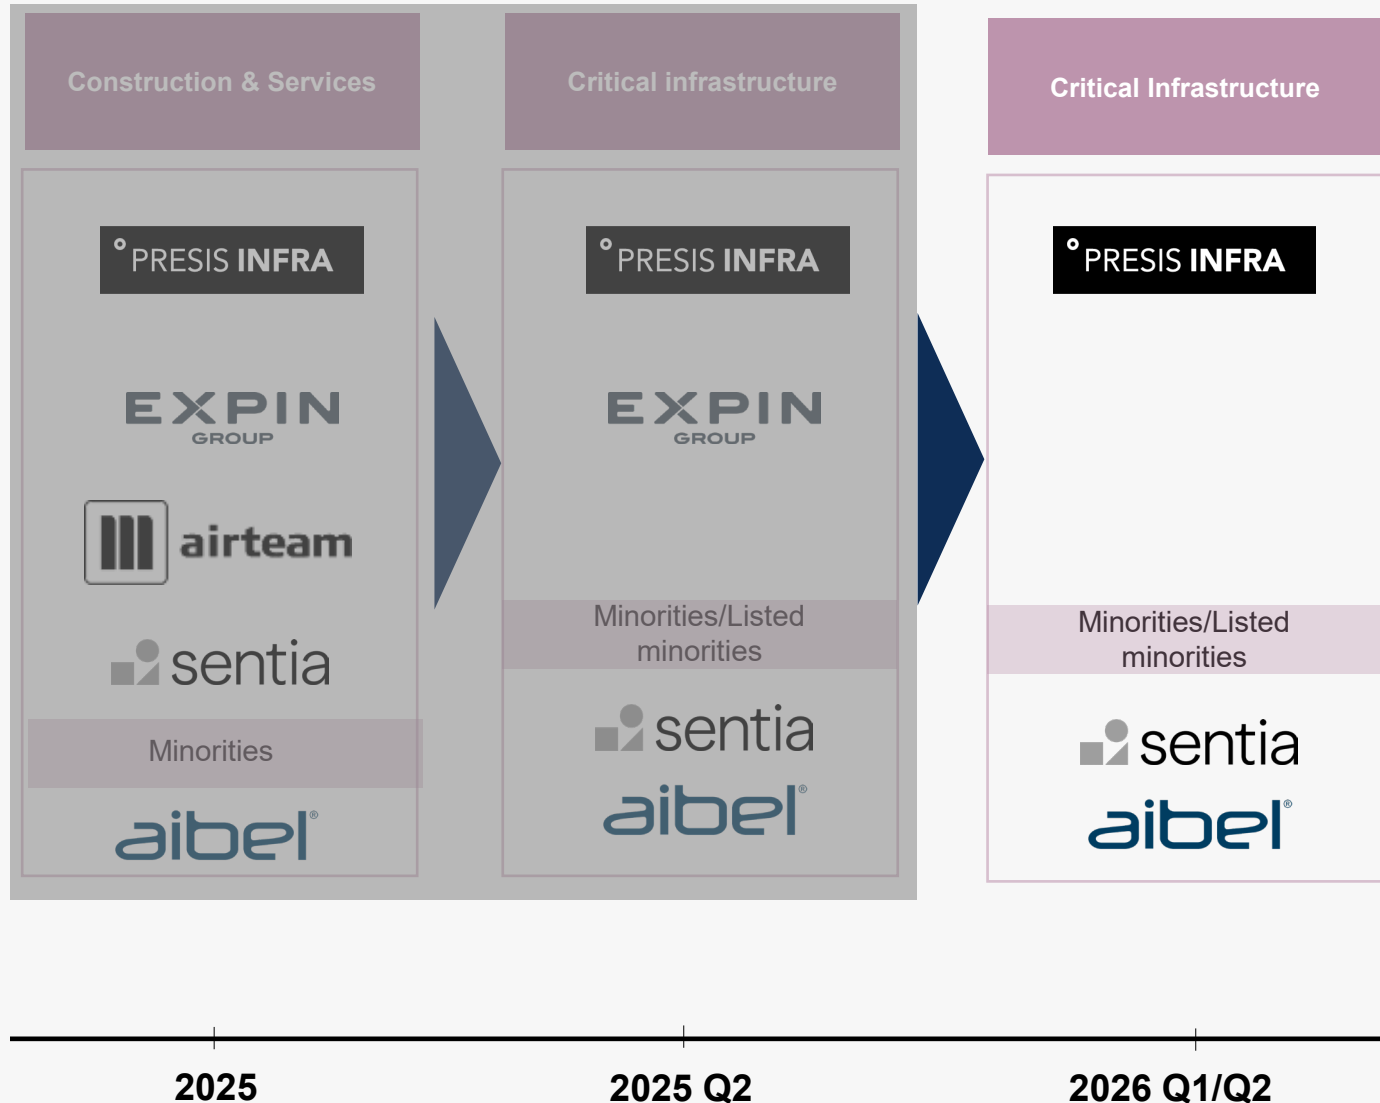 Construction & Services
PRESIS INFRA
EXPIN
GROUP
airteam
sentia
Minorities
aibel®
Critical infrastructure
PRESIS INFRA
EXPIN
GROUP
Minorities/Listed
minorities
sentia
aibel®
Critical Infrastructure
PRESIS INFRA
Minorities/Listed
minorities
sentia
aibel®
2025
2025 Q2
2026 Q1/Q2